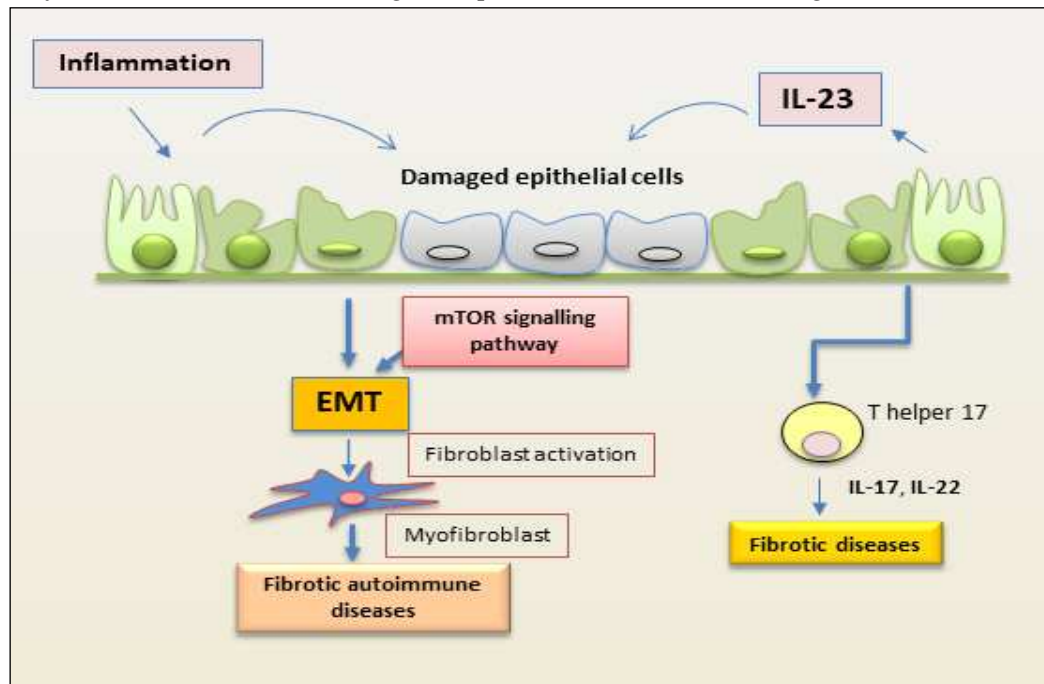 Inflammation
IL-23
Damaged epithelial cells
mTOR signalling
pathway
EMT
T helper 17
Fibroblast activation
IL-17, IL-22
Myofibroblast
Fibrotic diseases
Fibrotic autoimmune
diseases